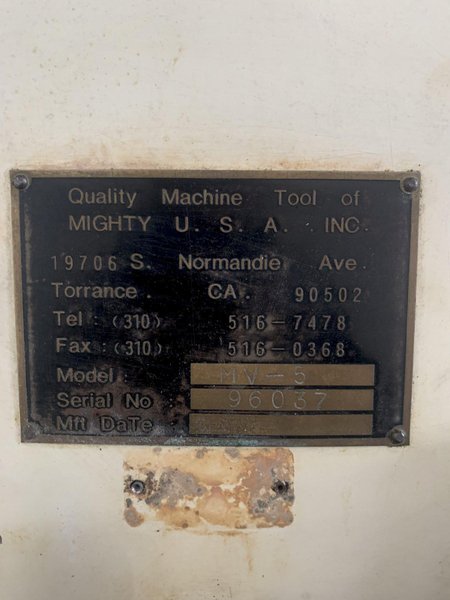 Quality Machine Tool of
MIGHTY U. S. A. INC.
19706 S. Normandie Ave.
Torrance. CA. 90502
Tel : (310) 516-7478
Fax : (310) 516-0368
Model : MV-5
Serial No 96037
Mft DaTe :